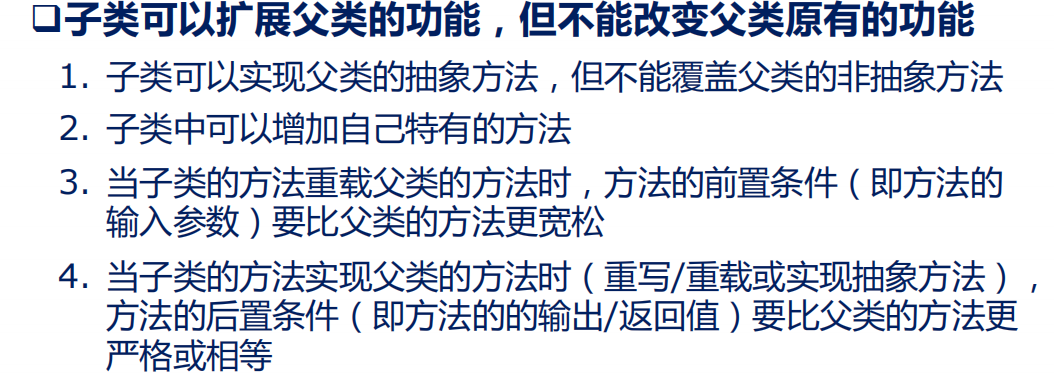 ❑子类可以扩展父类的功能，但不能改变父类原有的功能
1. 子类可以实现父类的抽象方法，但不能覆盖父类的非抽象方法
2. 子类中可以增加自己特有的方法
3. 当子类的方法重载父类的方法时，方法的前置条件（即方法的
输入参数）要比父类的方法更宽松
4. 当子类的方法实现父类的方法时（重写/重载或实现抽象方法），
方法的后置条件（即方法的的输出/返回值）要比父类的方法更
严格或相等